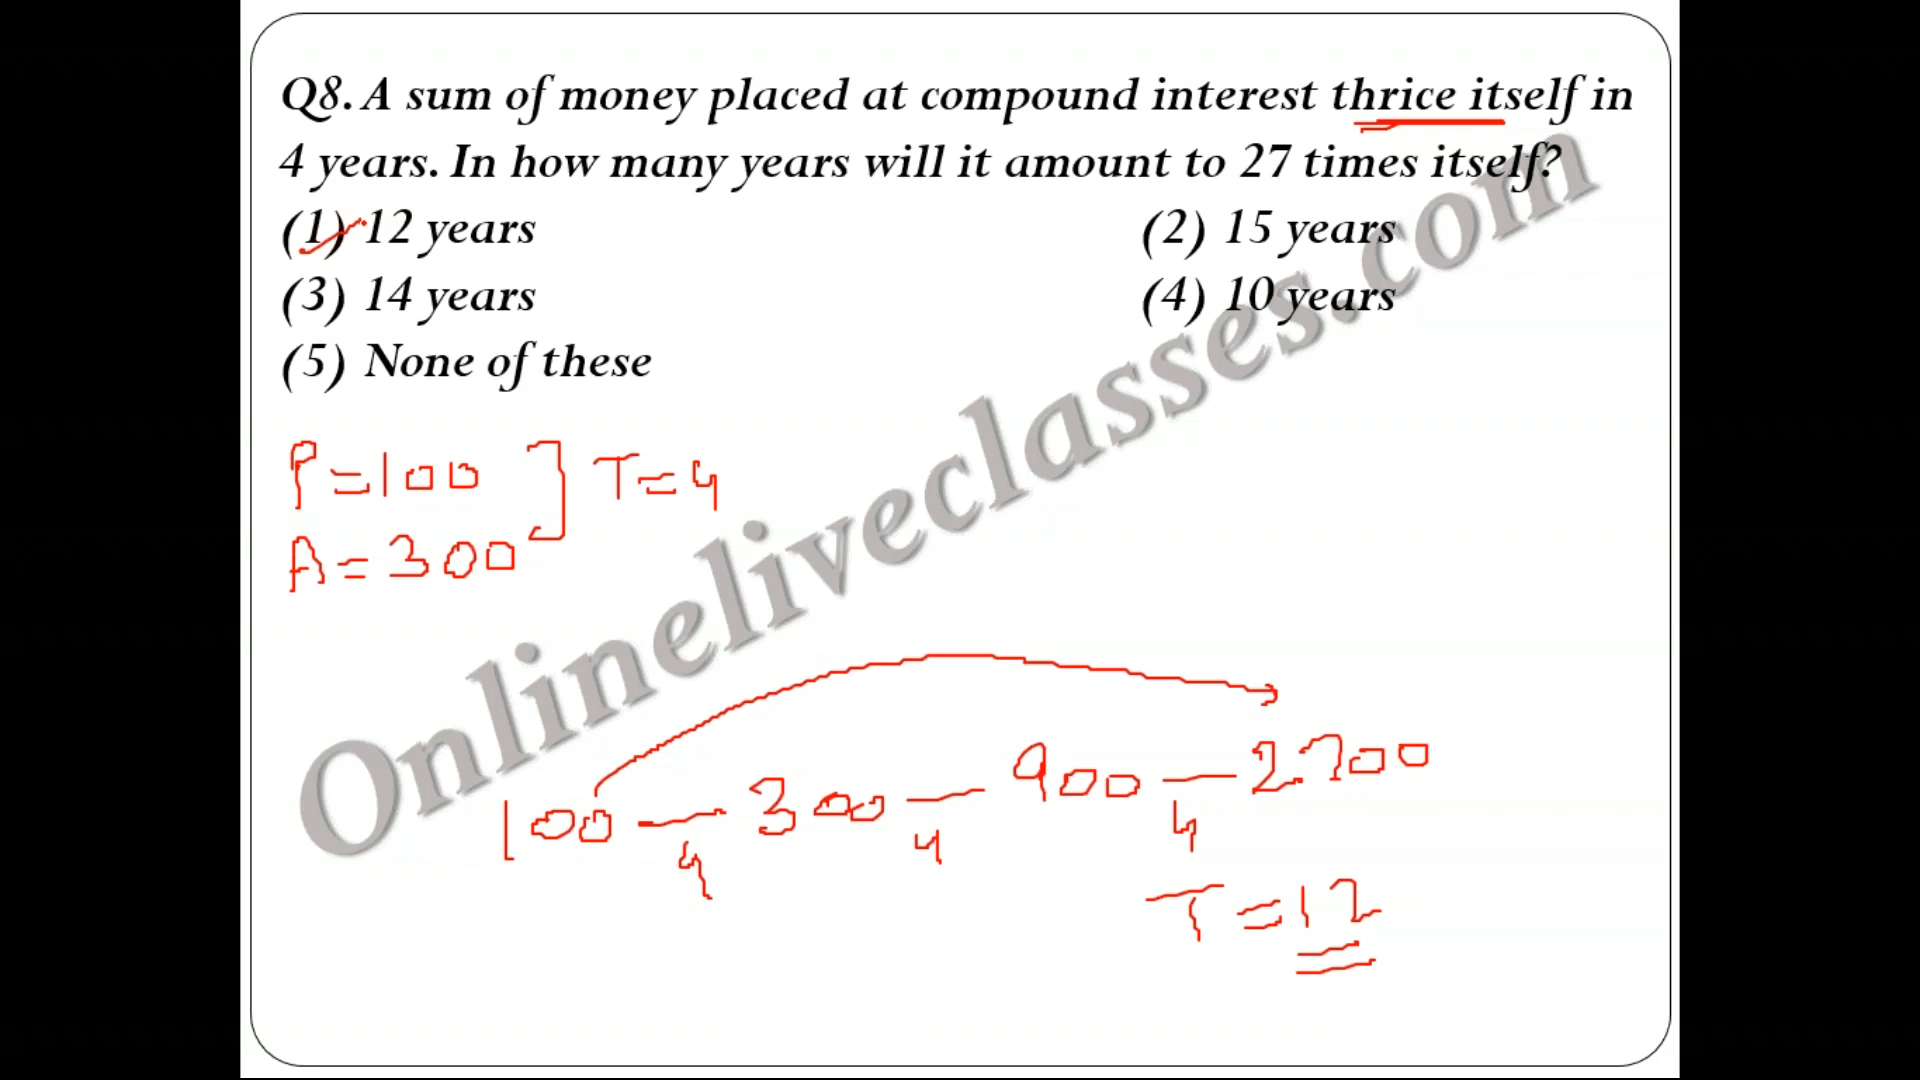 Q8. A sum of money placed at compound interest thrice itself in
4 years. In how many years will it amount to 27 times itself?
(1) 12 years (2) 15 years
(3) 14 years (4) 10 years
(5) None of these
P=100 ] T=4
A=300
100 — 300 — 900 — 2700
4 4 4
T=12
Onlineliveclasses.com